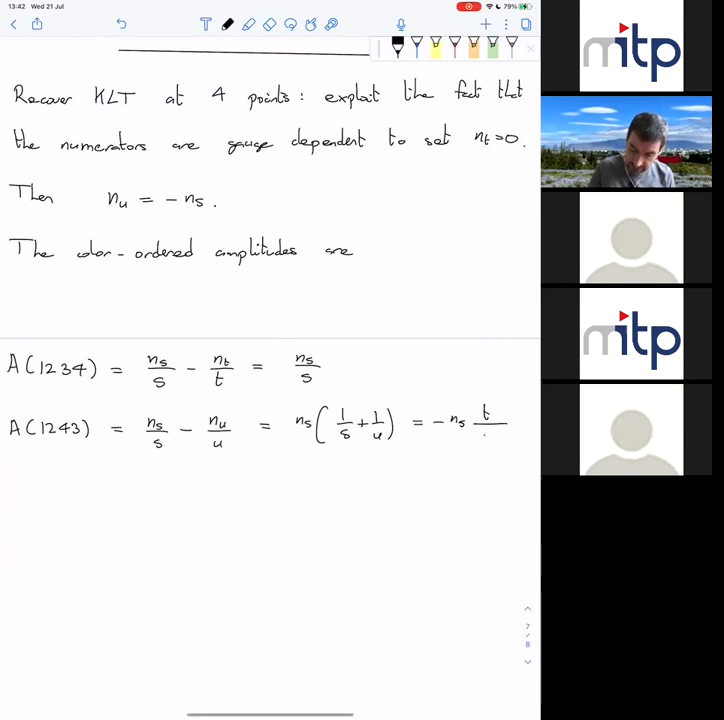 13:42 Wed 21 Jul
79%
mitp
Recover KLT at 4 points: exploit the fact that
the numerators are gauge dependent to set n_t=0.
Then n_u = - n_s.
The color-ordered amplitudes are
A(1234) = n_s/s - n_t/t = n_s/s
A(1243) = n_s/s - n_u/u = n_s(1/s + 1/u) = - n_s t/
7/8
mitp